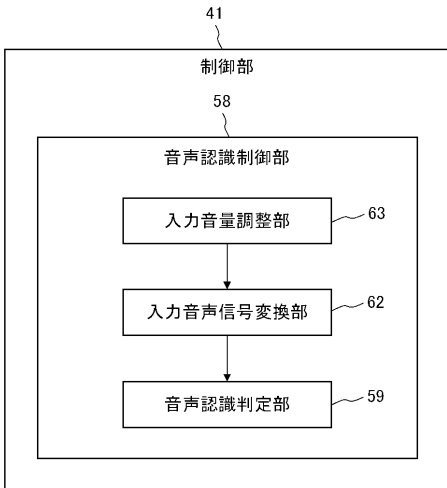 41
制御部
58
音声認識制御部
入力音量調整部
63
入力音声信号変換部
62
音声認識判定部
59